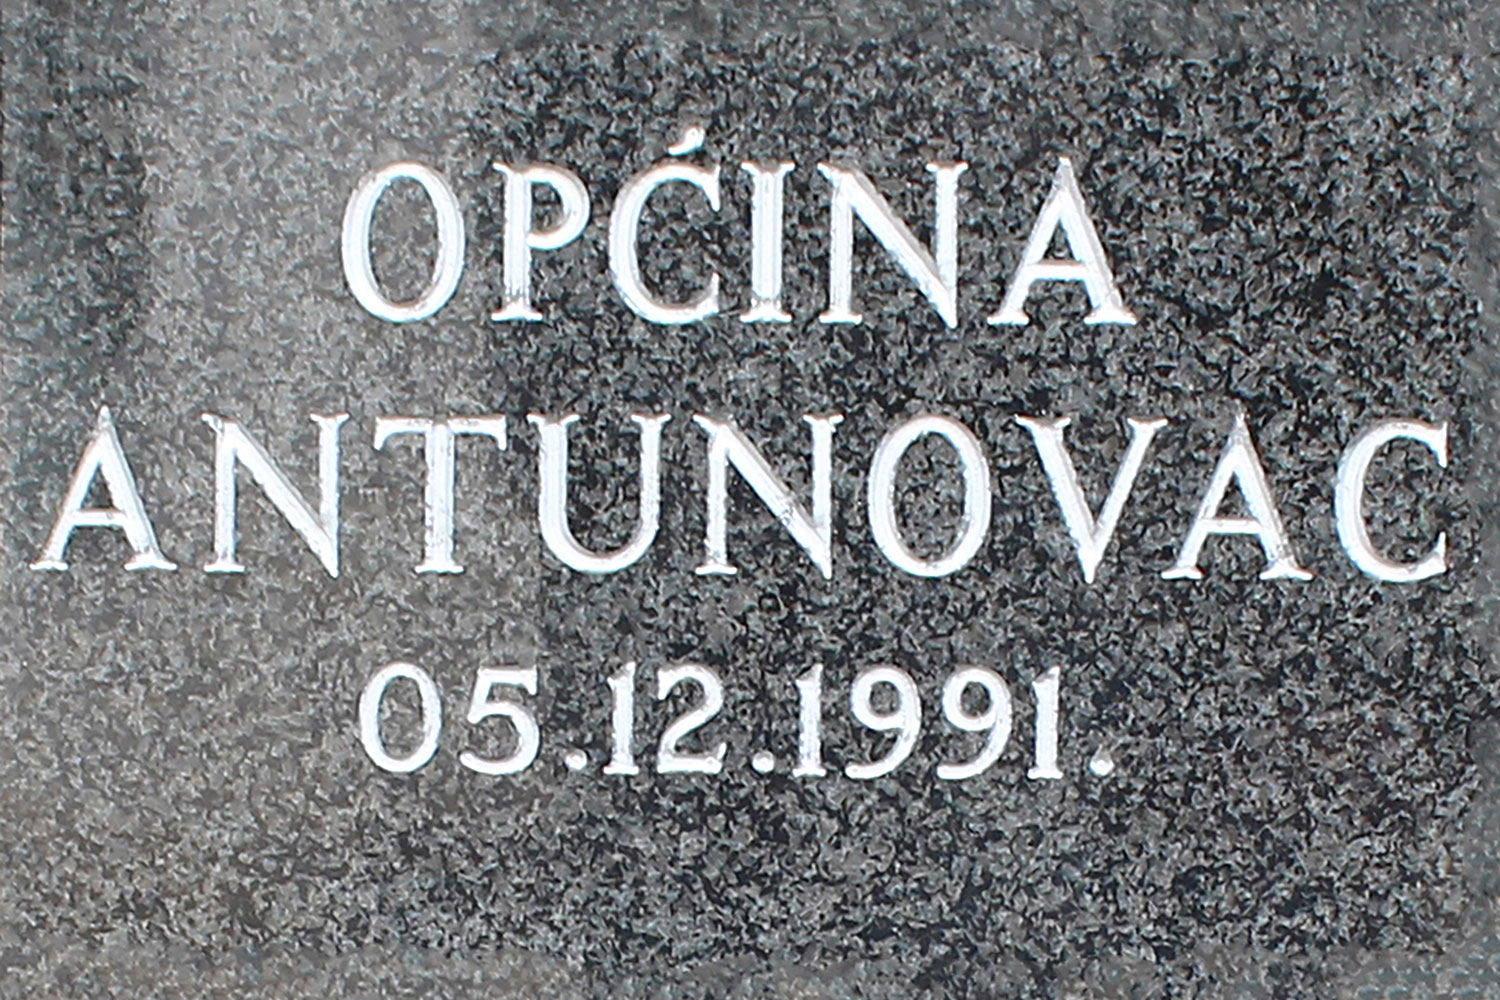 OPĆINA
ANTUNOVAC
05.12.1991.